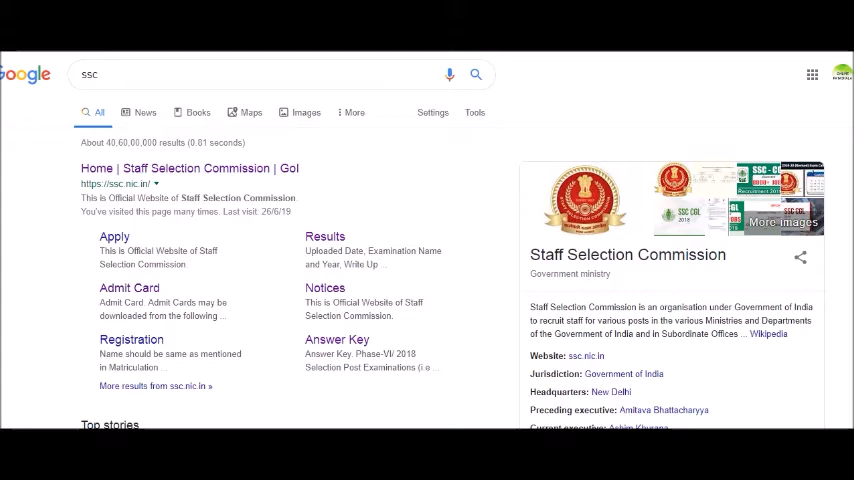 Google
ssc
All
News
Books
Maps
Images
More
Settings
Tools
About 40,60,00,000 results (0.81 seconds)
Home | Staff Selection Commission | GoI
https://ssc.nic.in/
This is Official Website of Staff Selection Commission.
You've visited this page many times. Last visit: 26/6/19
Apply
This is Official Website of Staff
Selection Commission.
Results
Uploaded Date, Examination Name
and Year, Write Up ...
Admit Card
Admit Card. Admit Cards may be
downloaded from the following ...
Notices
This is Official Website of Staff
Selection Commission.
Registration
Name should be same as mentioned
in Matriculation ...
Answer Key
Answer Key. Phase-VI/ 2018
Selection Post Examinations (i.e ...
More results from ssc.nic.in »
Top stories
SSC CGL
2018
More images
Staff Selection Commission
Government ministry
Staff Selection Commission is an organisation under Government of India
to recruit staff for various posts in the various Ministries and Departments
of the Government of India and in Subordinate Offices ... Wikipedia
Website: ssc.nic.in
Jurisdiction: Government of India
Headquarters: New Delhi
Preceding executive: Amitava Bhattacharyya
Current executive: Ashim Khurana